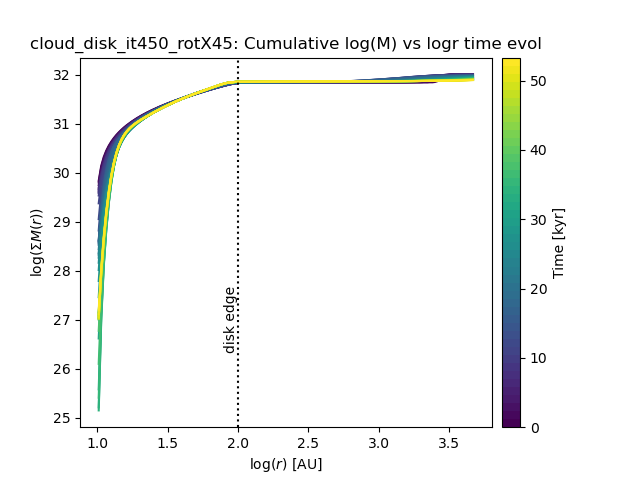 cloud_disk_it450_rotX45: Cumulative log(M) vs logr time evol
32
31
30
29
28
27
26
25
log(ΣM(r))
disk edge
1.0 1.5 2.0 2.5 3.0 3.5
log(r) [AU]
50
40
30
20
10
0
Time [kyr]